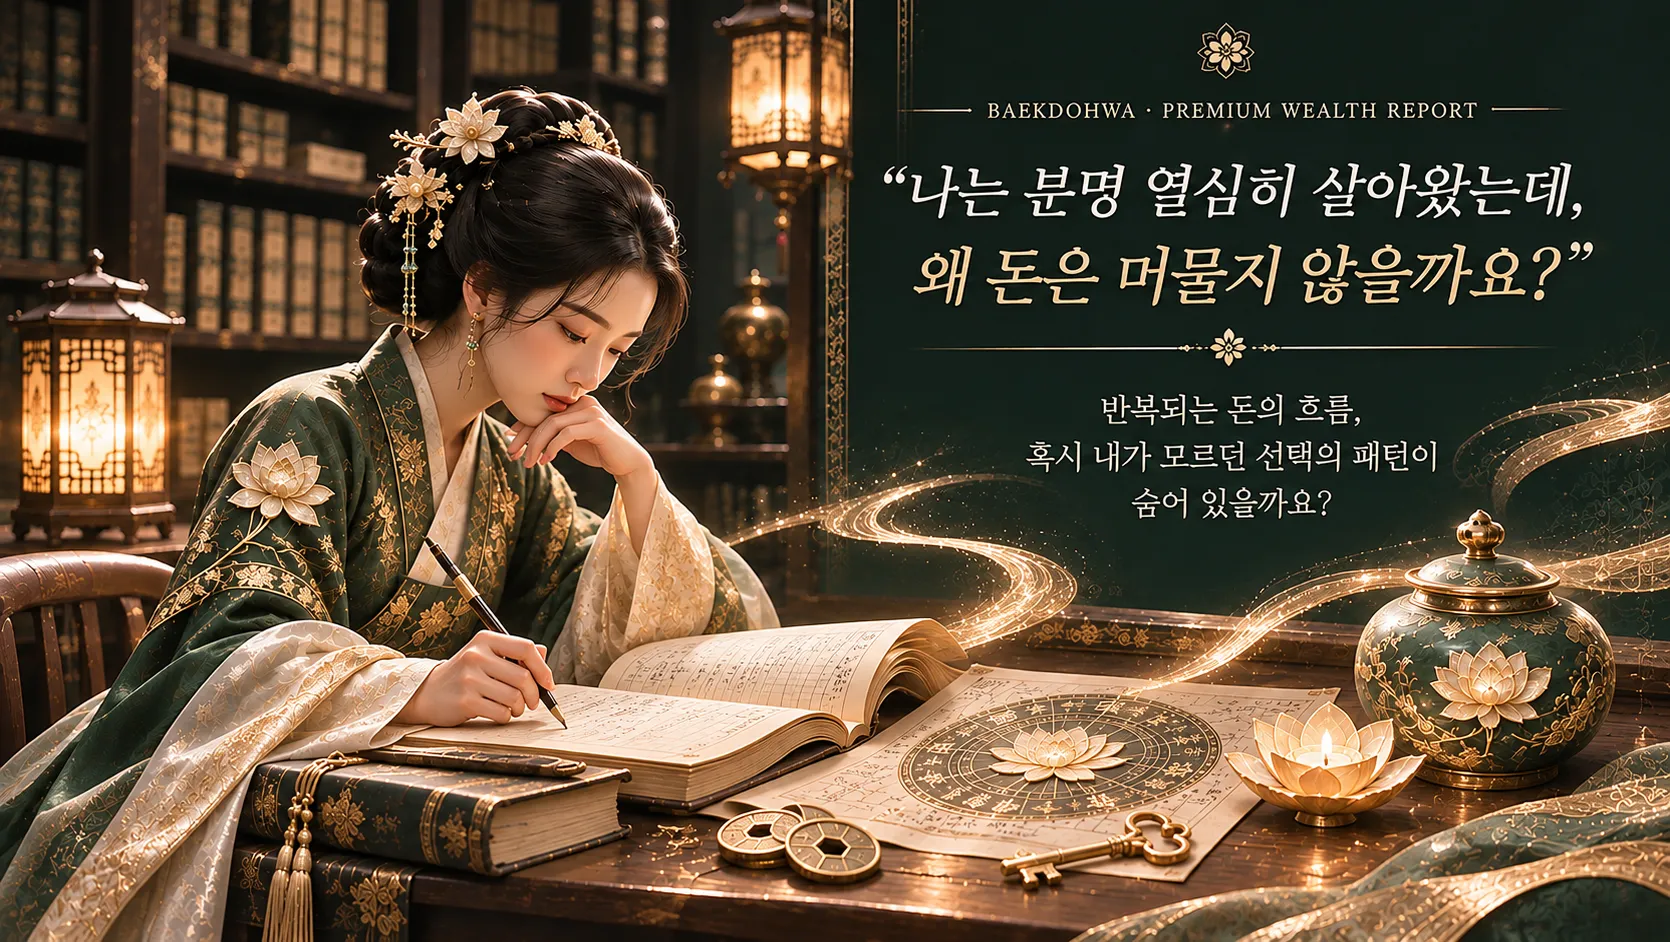 BAEKDOHWA · PREMIUM WEALTH REPORT
“나는 분명 열심히 살아왔는데,
왜 돈은 머물지 않을까요?”
반복되는 돈의 흐름,
혹시 내가 모르던 선택의 패턴이
숨어 있을까요?